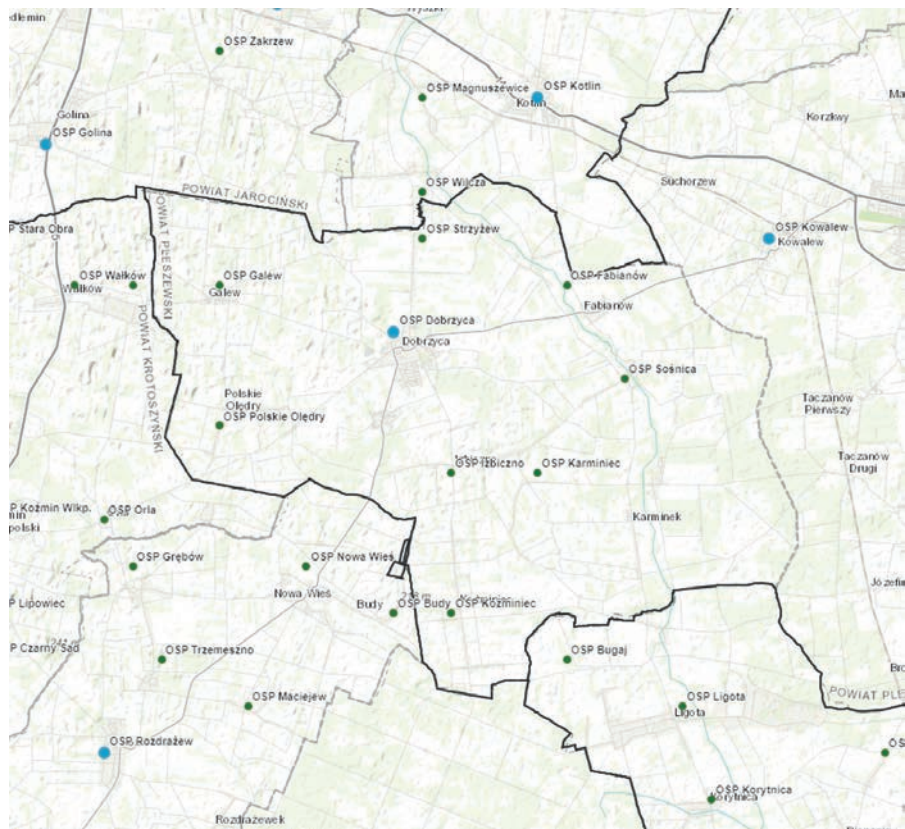 OSP Zakrzew
OSP Magnuszewice
OSP Kotlin
Kotlin
Korzkwy
Golina
OSP Golina
Suchorzew
POWIAT JAROCIŃSKI
OSP Wilcza
OSP Stara Obra
OSP Strzyżew
OSP Kowalew
Kowalew
POWIAT PLESZEWSKI
OSP Wałków
Wałków
OSP Galew
Galew
OSP Fabianów
Fabianów
POWIAT KROTOSZYŃSKI
OSP Dobrzyca
Dobrzyca
OSP Sośnica
Polskie
Olędry
OSP Polskie Olędry
Taczanów
Pierwszy
Taczanów
Drugi
OSP Izbiczno
OSP Karminiec
P Koźmin Wlkp.
OSP Orla
polski
Karminek
OSP Grębów
OSP Nowa Wieś
Nowa Wieś
P Lipowiec
Budy
OSP Budy
OSP Koźminiec
P Czarny Sad
OSP Trzemeszno
OSP Bugaj
OSP Maciejew
OSP Ligota
Ligota
POWIAT PLE
OSP Rozdrażew
OSP Korytnica
Korytnica
Rozdrażewek